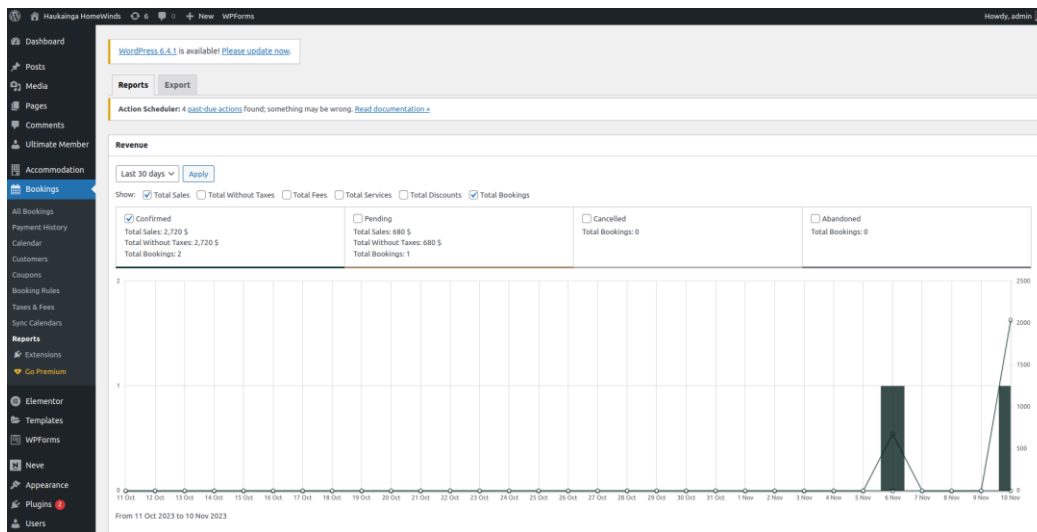 Haukainga HomeWinds 6 0 + New WPForms Howdy, admin
Dashboard
Posts
Media
Pages
Comments
Ultimate Member
Accommodation
Bookings
All Bookings
Payment History
Calendar
Customers
Coupons
Booking Rules
Taxes & Fees
Sync Calendars
Reports
Extensions
Go Premium
Elementor
Templates
WPForms
Neve
Appearance
Plugins 2
Users
WordPress 6.4.1 is available! Please update now.
Reports Export
Action Scheduler: 4 past-due actions found; something may be wrong. Read documentation »
Revenue
Last 30 days Apply
Show: Total Sales Total Without Taxes Total Fees Total Services Total Discounts Total Bookings
Confirmed
Total Sales: 2,720 $
Total Without Taxes: 2,720 $
Total Bookings: 2
Pending
Total Sales: 680 $
Total Without Taxes: 680 $
Total Bookings: 1
Cancelled
Total Bookings: 0
Abandoned
Total Bookings: 0
2 2500
2000
1500
1
1000
500
0 0
11 Oct 12 Oct 13 Oct 14 Oct 15 Oct 16 Oct 17 Oct 18 Oct 19 Oct 20 Oct 21 Oct 22 Oct 23 Oct 24 Oct 25 Oct 26 Oct 27 Oct 28 Oct 29 Oct 30 Oct 31 Oct 1 Nov 2 Nov 3 Nov 4 Nov 5 Nov 6 Nov 7 Nov 8 Nov 9 Nov 10 Nov
From 11 Oct 2023 to 10 Nov 2023